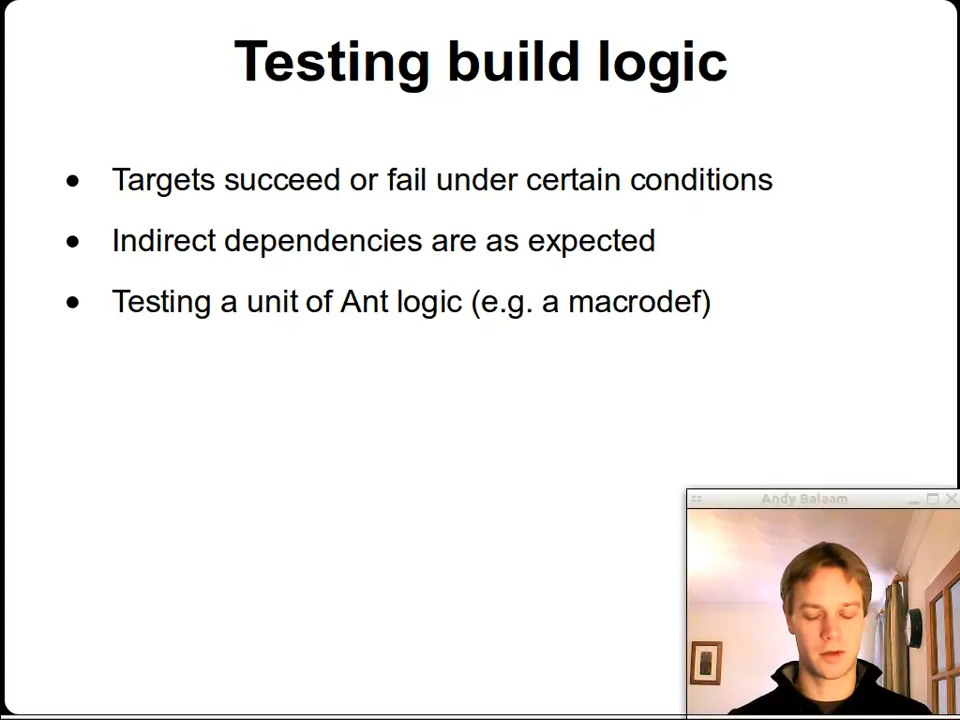 Testing build logic
● Targets succeed or fail under certain conditions
● Indirect dependencies are as expected
● Testing a unit of Ant logic (e.g. a macrodef)
Andy Balaam